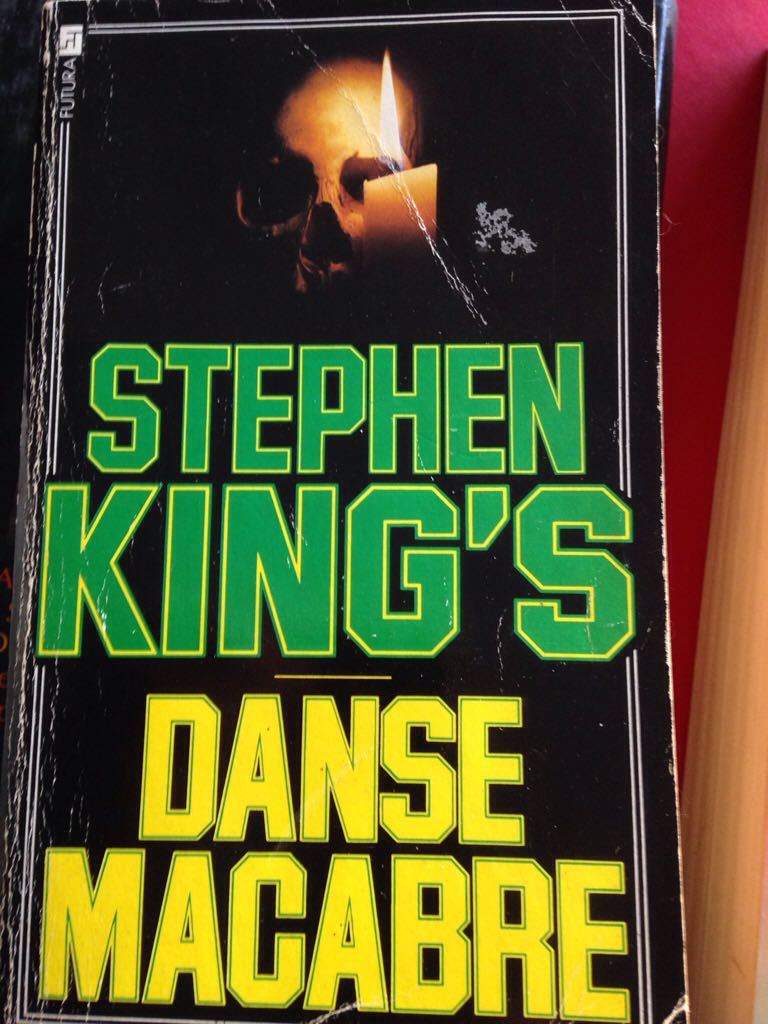 FUTURA
STEPHEN
KING'S
DANSE
MACABRE